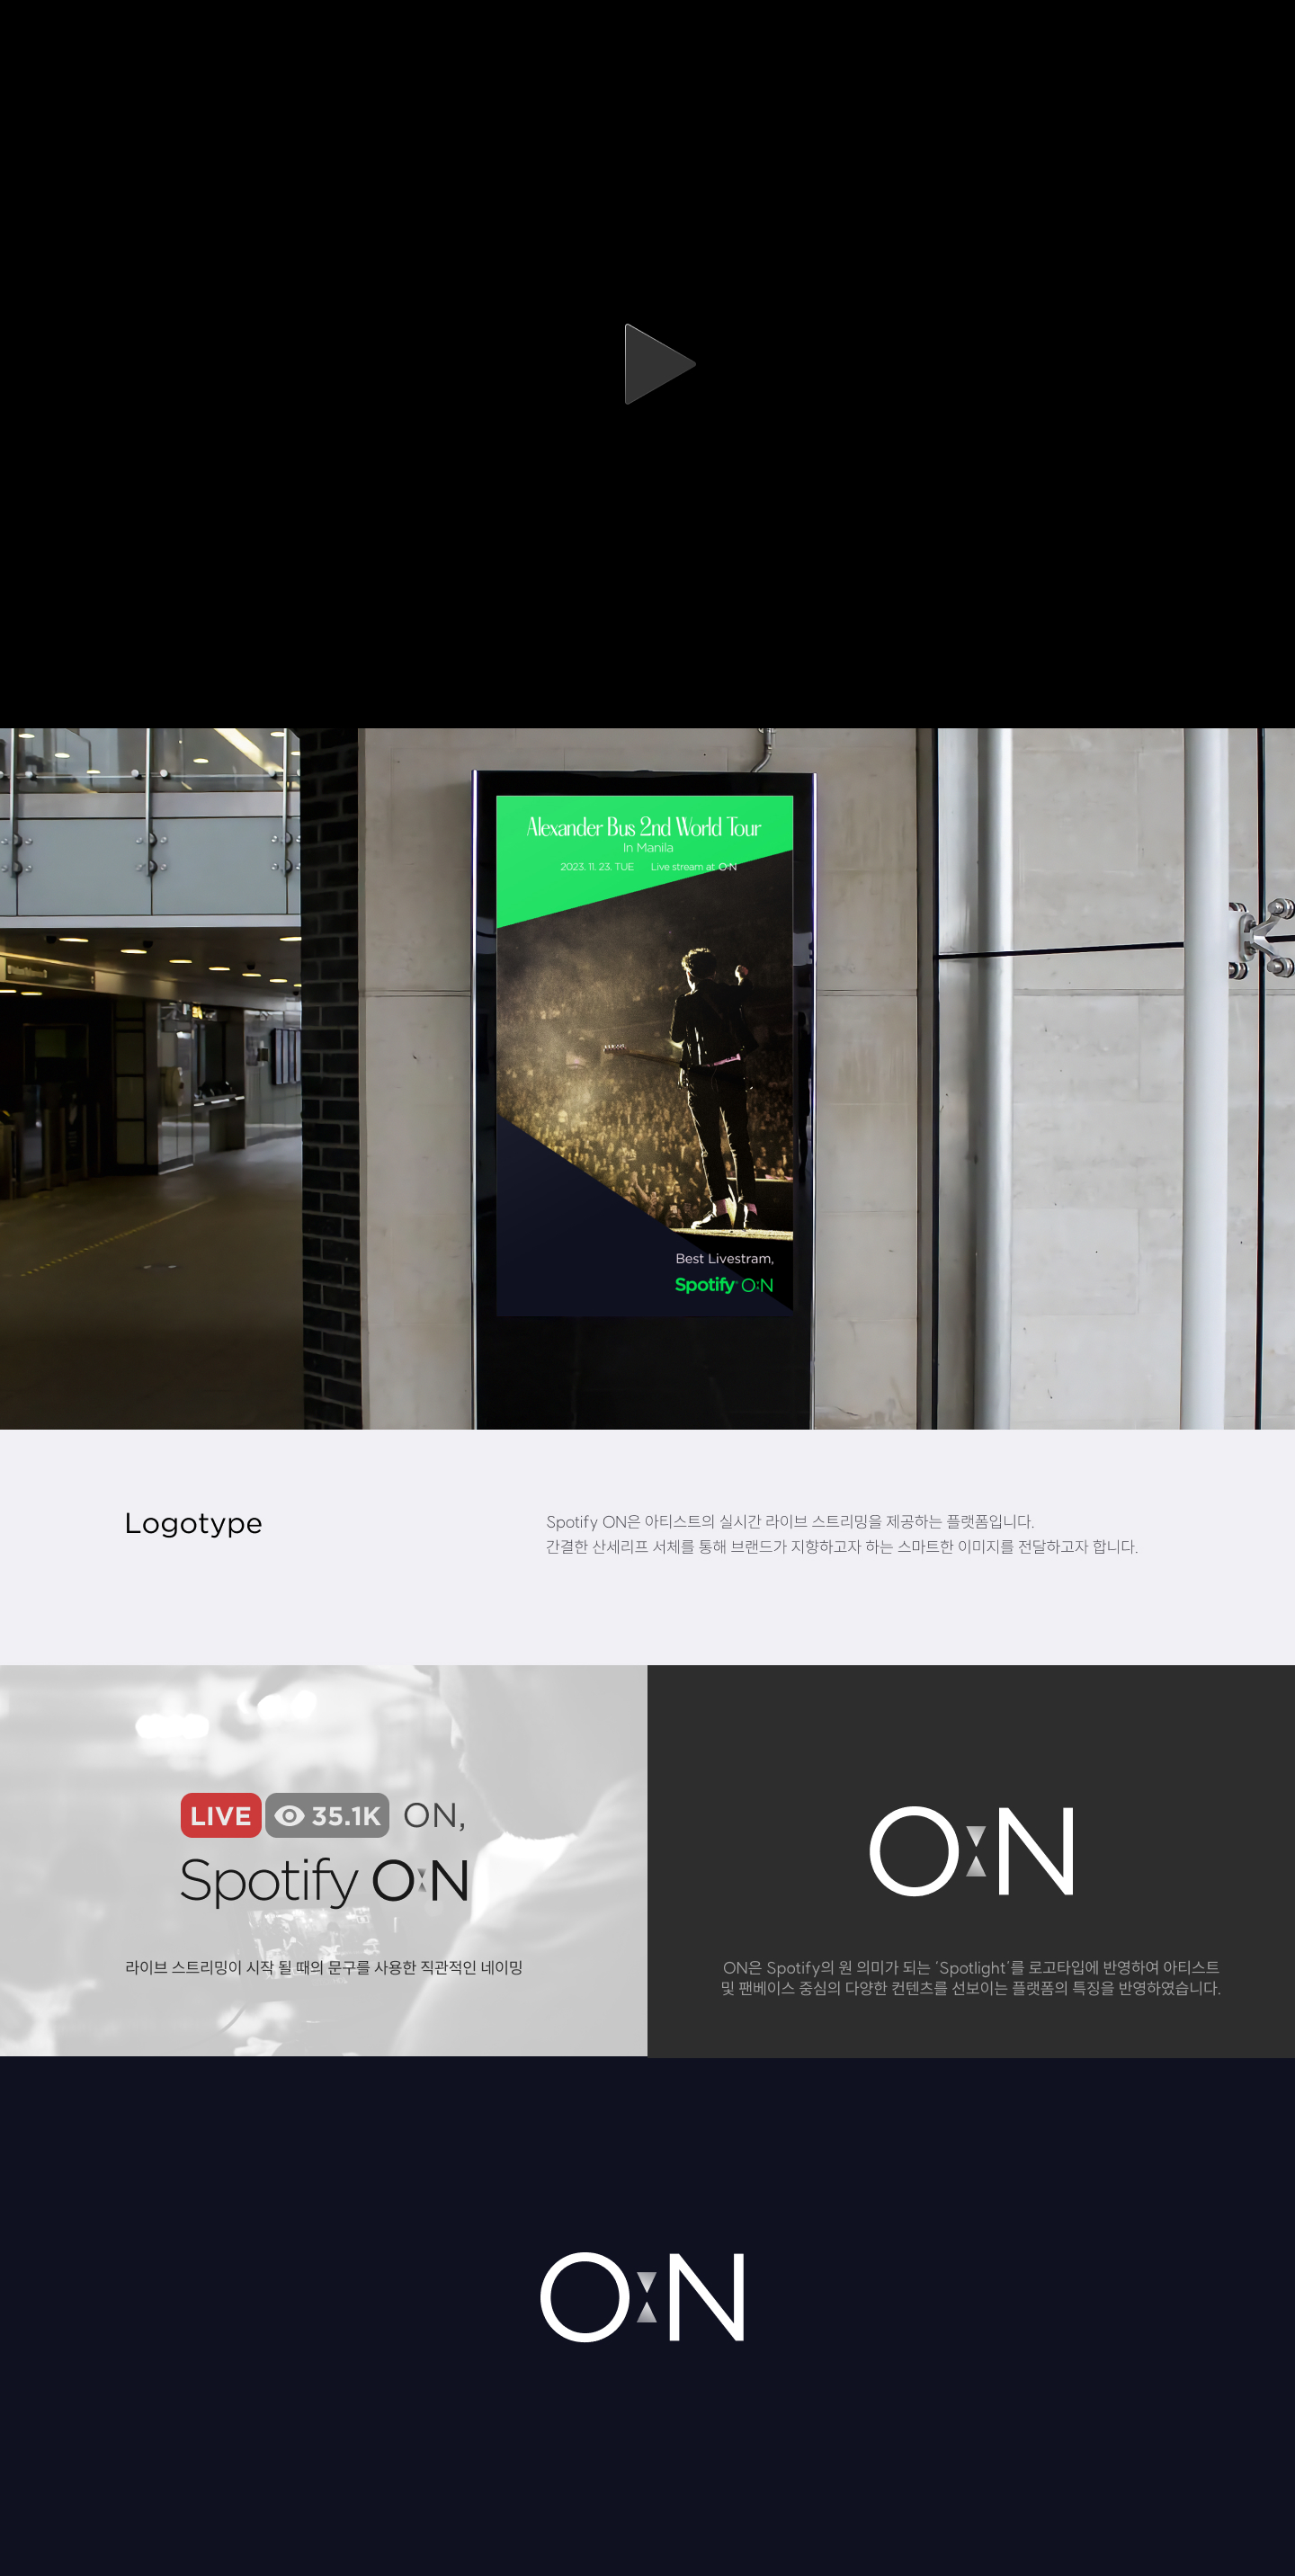 Alexander Bus 2nd World Tour
In Manila
2023. 11. 23. TUE Live stream at O:N
Best Livestram,
Spotify O:N
Logotype
Spotify ON은 아티스트의 실시간 라이브 스트리밍을 제공하는 플랫폼입니다.
간결한 산세리프 서체를 통해 브랜드가 지향하고자 하는 스마트한 이미지를 전달하고자 합니다.
LIVE 35.1K ON,
Spotify O:N
라이브 스트리밍이 시작 될 때의 문구를 사용한 직관적인 네이밍
O:N
ON은 Spotify의 원 의미가 되는 ‘Spotlight’를 로고타입에 반영하여 아티스트
및 팬베이스 중심의 다양한 컨텐츠를 선보이는 플랫폼의 특징을 반영하였습니다.
O:N